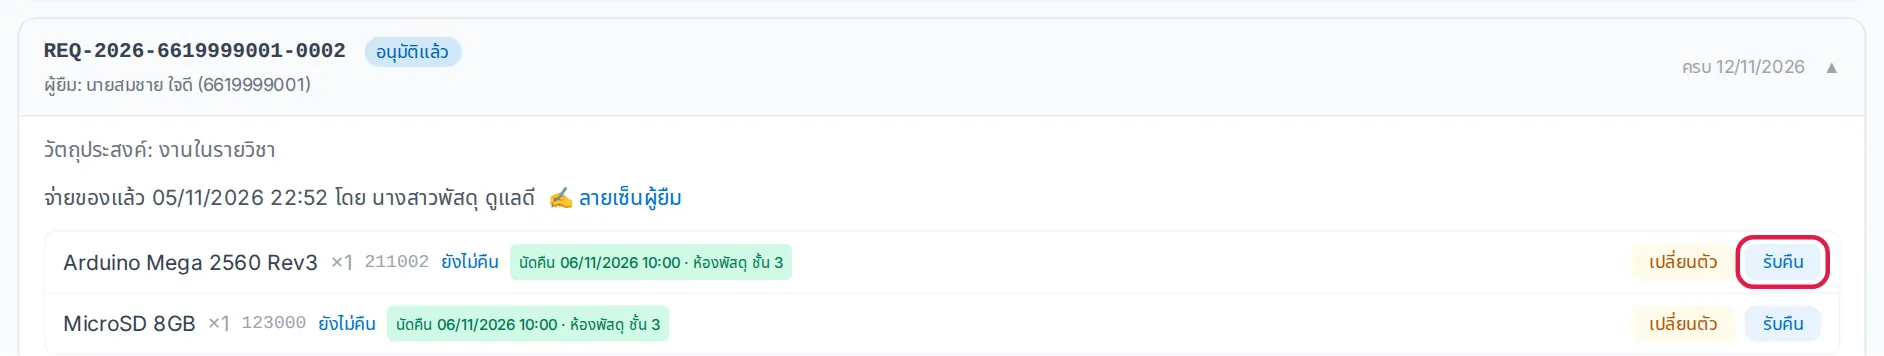 REQ-2026-6619999001-0002 อนุมัติแล้ว
ผู้ยืม: นายสมชาย ใจดี (6619999001)
ครบ 12/11/2026 ▲
วัตถุประสงค์: งานในรายวิชา
จ่ายของแล้ว 05/11/2026 22:52 โดย นางสาวพัสดุ ดูแลดี ✍️ ลายเซ็นผู้ยืม
Arduino Mega 2560 Rev3 ×1 211002 ยังไม่คืน นัดคืน 06/11/2026 10:00 · ห้องพัสดุ ชั้น 3 เปลี่ยนตัว รับคืน
MicroSD 8GB ×1 123000 ยังไม่คืน นัดคืน 06/11/2026 10:00 · ห้องพัสดุ ชั้น 3 เปลี่ยนตัว รับคืน